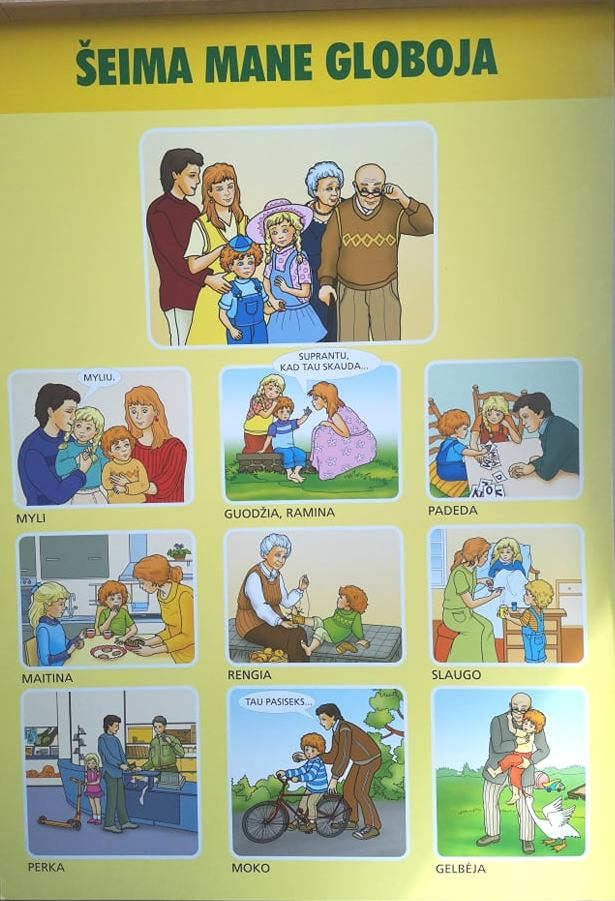 ŠEIMA MANE GLOBOJA
MYLIU.
SUPRANTU,
KAD TAU SKAUDA...
MYLI
GUODŽIA, RAMINA
PADEDA
MAITINA
RENGIA
SLAUGO
TAU PASISEKS...
PERKA
MOKO
GELBĖJA